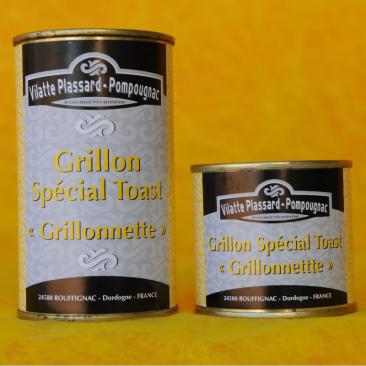 Vilatte Plassard - Pompougnac
Grillon
Spécial Toast
« Grillonnette »
24580 ROUFFIGNAC - Dordogne - FRANCE
Vilatte Plassard - Pompougnac
Grillon Spécial Toast
« Grillonnettte »
24580 ROUFFIGNAC - Dordogne - FRANCE